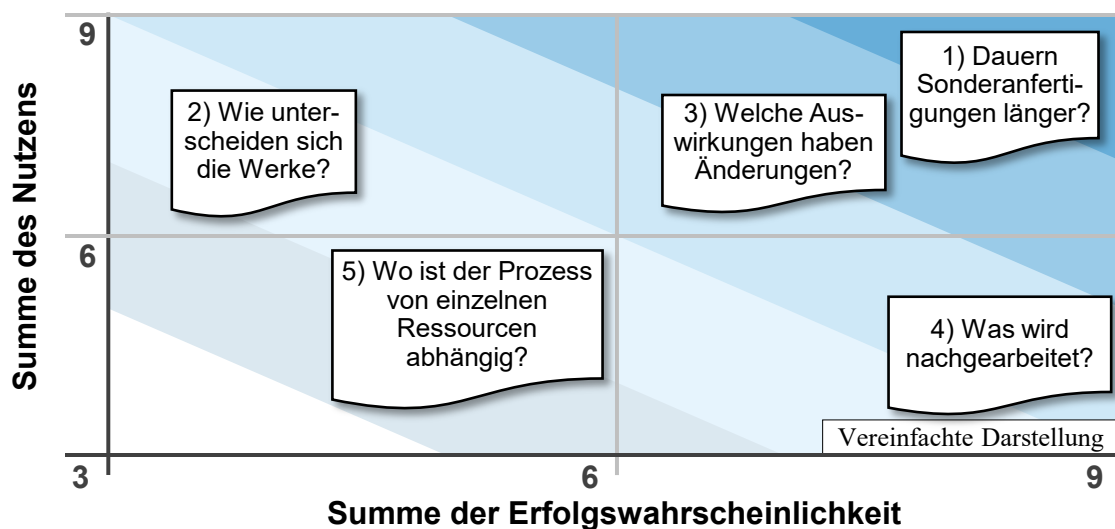 Summe des Nutzens
9
6
3
6
9
Summe der Erfolgswahrscheinlichkeit
1) Dauern
Sonderanferti-
gungen länger?
2) Wie unter-
scheiden sich
die Werke?
3) Welche Aus-
wirkungen haben
Änderungen?
5) Wo ist der Prozess
von einzelnen
Ressourcen
abhängig?
4) Was wird
nachgearbeitet?
Vereinfachte Darstellung